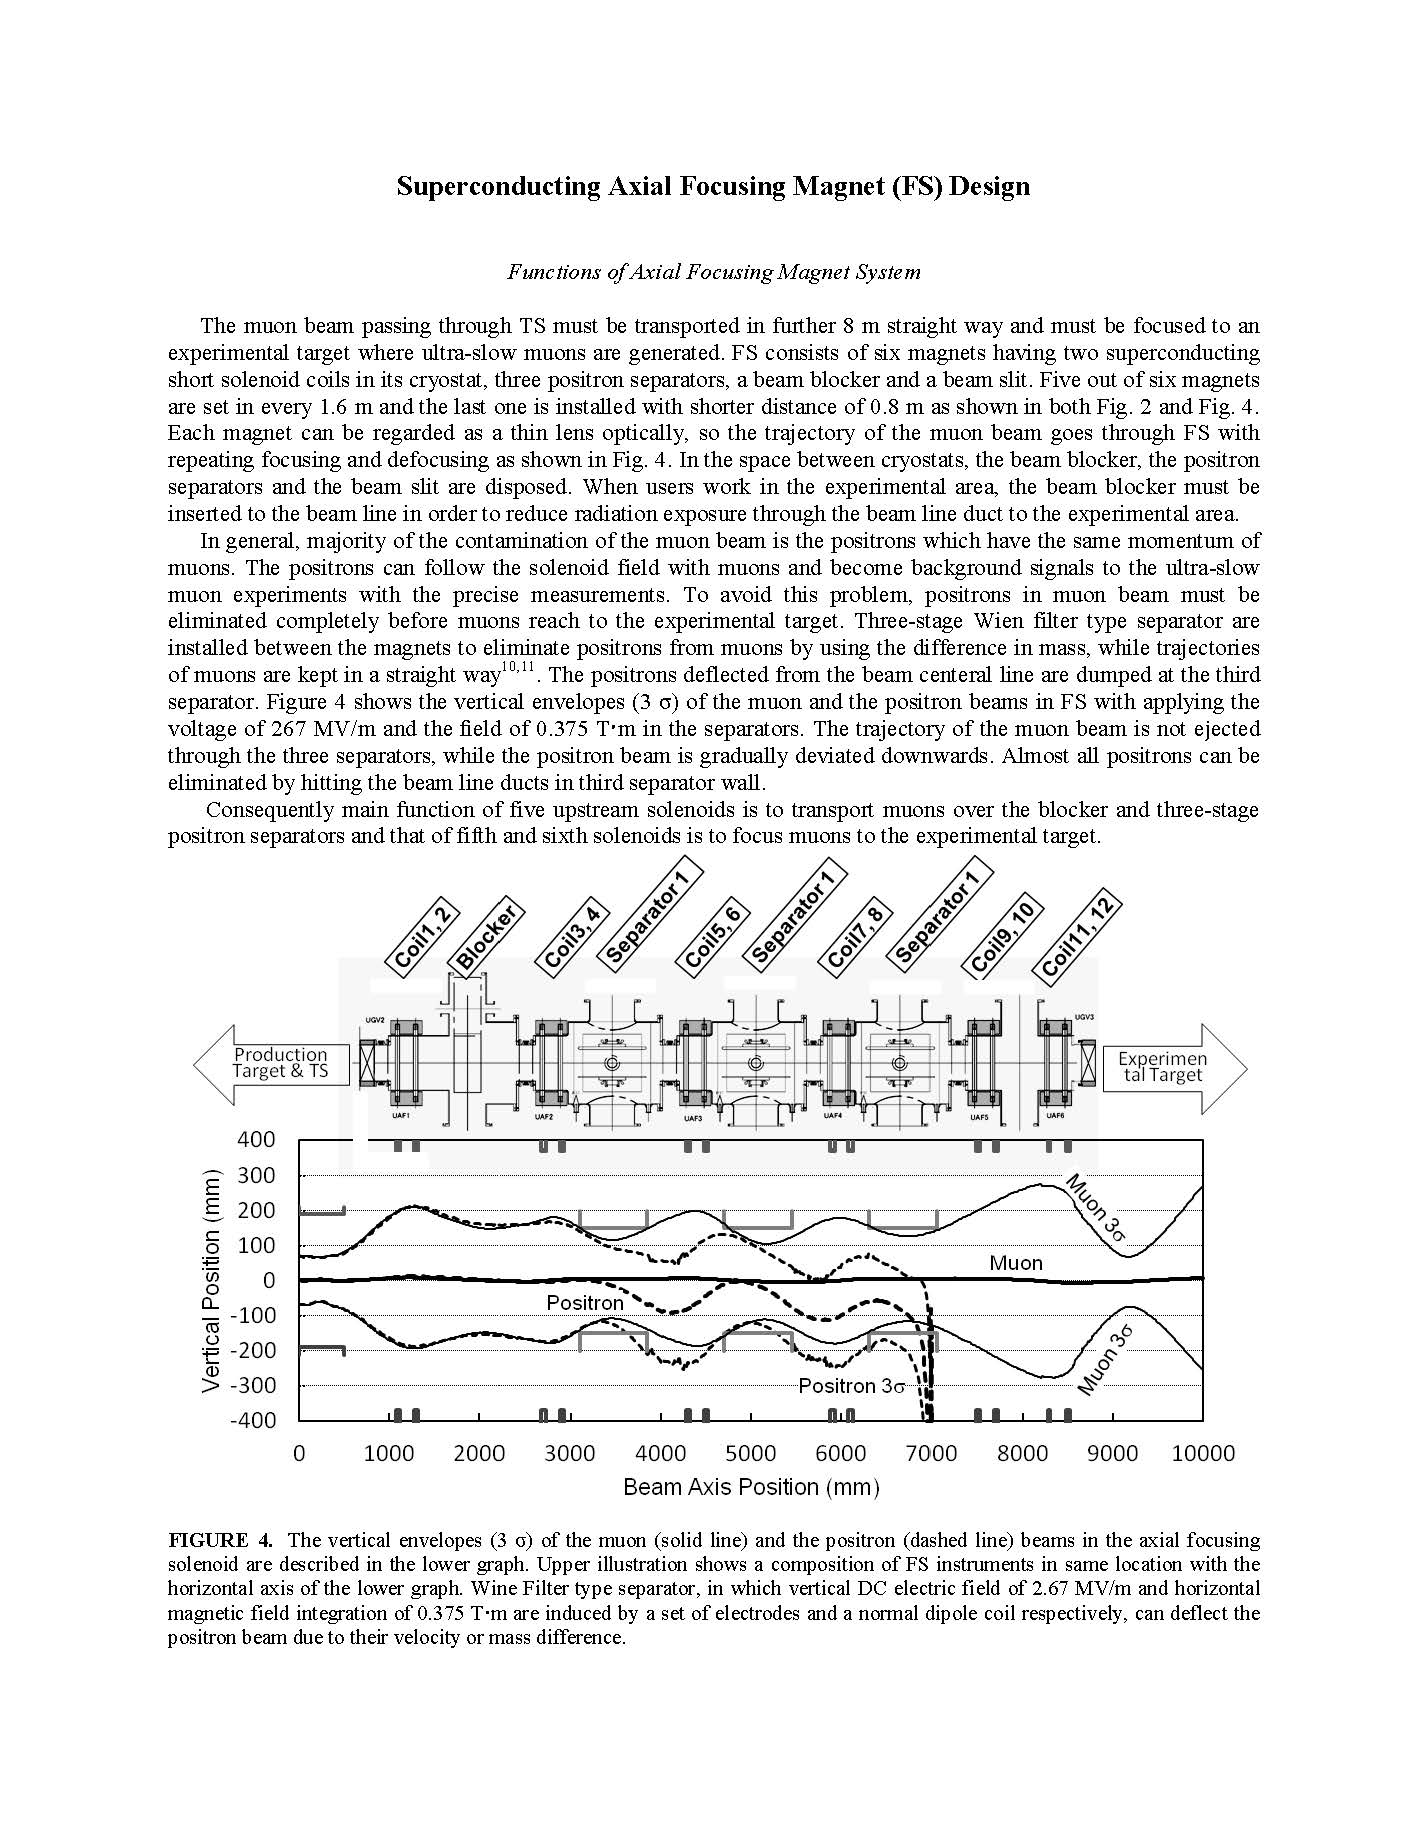 Superconducting Axial Focusing Magnet (FS) Design
Functions of Axial Focusing Magnet System
The muon beam passing through TS must be transported in further 8 m straight way and must be focused to an
experimental target where ultra-slow muons are generated. FS consists of six magnets having two superconducting
short solenoid coils in its cryostat, three positron separators, a beam blocker and a beam slit. Five out of six magnets
are set in every 1.6 m and the last one is installed with shorter distance of 0.8 m as shown in both Fig. 2 and Fig. 4.
Each magnet can be regarded as a thin lens optically, so the trajectory of the muon beam goes through FS with
repeating focusing and defocusing as shown in Fig. 4. In the space between cryostats, the beam blocker, the positron
separators and the beam slit are disposed. When users work in the experimental area, the beam blocker must be
inserted to the beam line in order to reduce radiation exposure through the beam line duct to the experimental area.
In general, majority of the contamination of the muon beam is the positrons which have the same momentum of
muons. The positrons can follow the solenoid field with muons and become background signals to the ultra-slow
muon experiments with the precise measurements. To avoid this problem, positrons in muon beam must be
eliminated completely before muons reach to the experimental target. Three-stage Wien filter type separator are
installed between the magnets to eliminate positrons from muons by using the difference in mass, while trajectories
of muons are kept in a straight way10,11. The positrons deflected from the beam centeral line are dumped at the third
separator. Figure 4 shows the vertical envelopes (3 σ) of the muon and the positron beams in FS with applying the
voltage of 267 MV/m and the field of 0.375 T·m in the separators. The trajectory of the muon beam is not ejected
through the three separators, while the positron beam is gradually deviated downwards. Almost all positrons can be
eliminated by hitting the beam line ducts in third separator wall.
Consequently main function of five upstream solenoids is to transport muons over the blocker and three-stage
positron separators and that of fifth and sixth solenoids is to focus muons to the experimental target.
Coil1, 2
Blocker
Coil3, 4
Separator 1
Coil5, 6
Separator 1
Coil7, 8
Separator 1
Coil9, 10
Coil11, 12
UGV2
UGV3
Production
Target & TS
Experimen
tal Target
UAF1
UAF2
UAF3
UAF4
UAF5
UAF6
Vertical Position (mm)
400
300
200
100
0
-100
-200
-300
-400
Muon 3σ
Muon
Positron
Positron 3σ
Muon 3σ
0 1000 2000 3000 4000 5000 6000 7000 8000 9000 10000
Beam Axis Position (mm)
FIGURE 4. The vertical envelopes (3 σ) of the muon (solid line) and the positron (dashed line) beams in the axial focusing
solenoid are described in the lower graph. Upper illustration shows a composition of FS instruments in same location with the
horizontal axis of the lower graph. Wine Filter type separator, in which vertical DC electric field of 2.67 MV/m and horizontal
magnetic field integration of 0.375 T·m are induced by a set of electrodes and a normal dipole coil respectively, can deflect the
positron beam due to their velocity or mass difference.